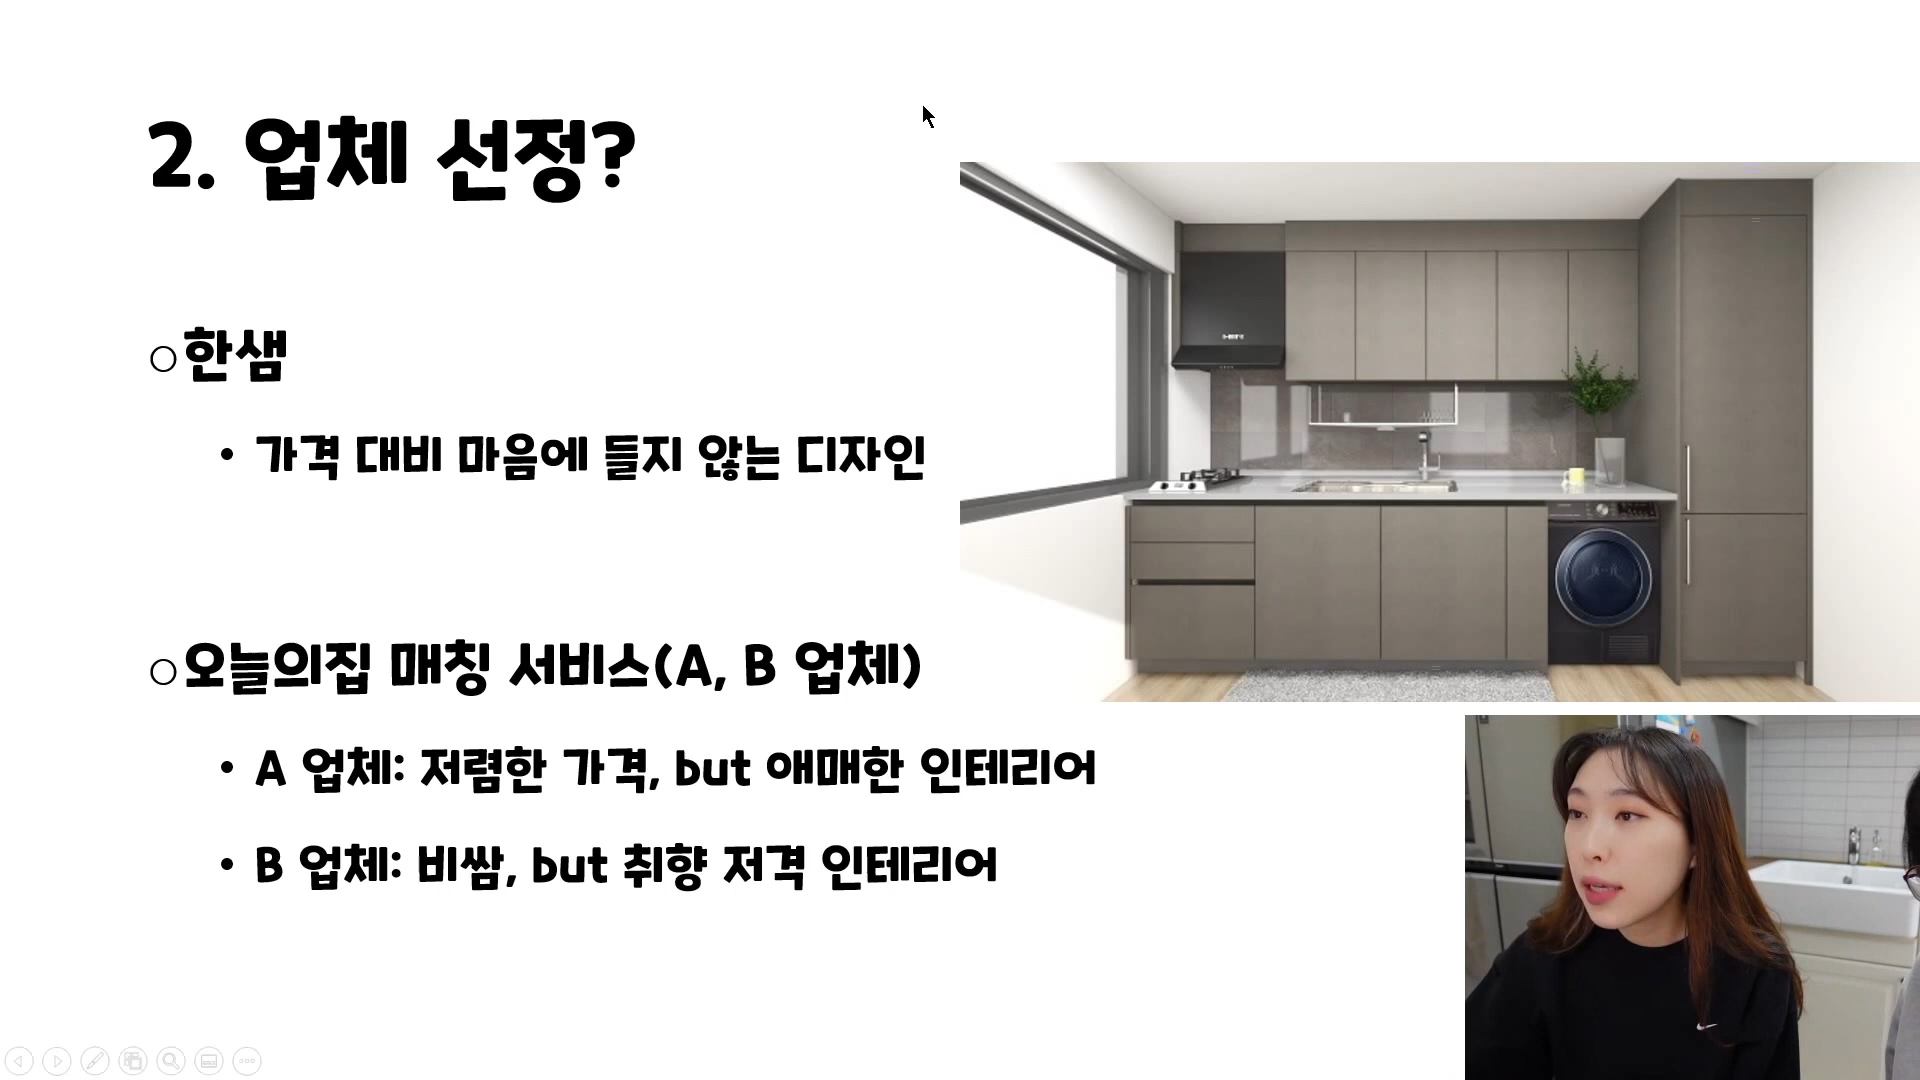 2. 업체 선정?
한샘
가격 대비 마음에 들지 않는 디자인
오늘의집 매칭 서비스(A, B 업체)
A 업체: 저렴한 가격, but 애매한 인테리어
B 업체: 비쌈, but 취향 저격 인테리어